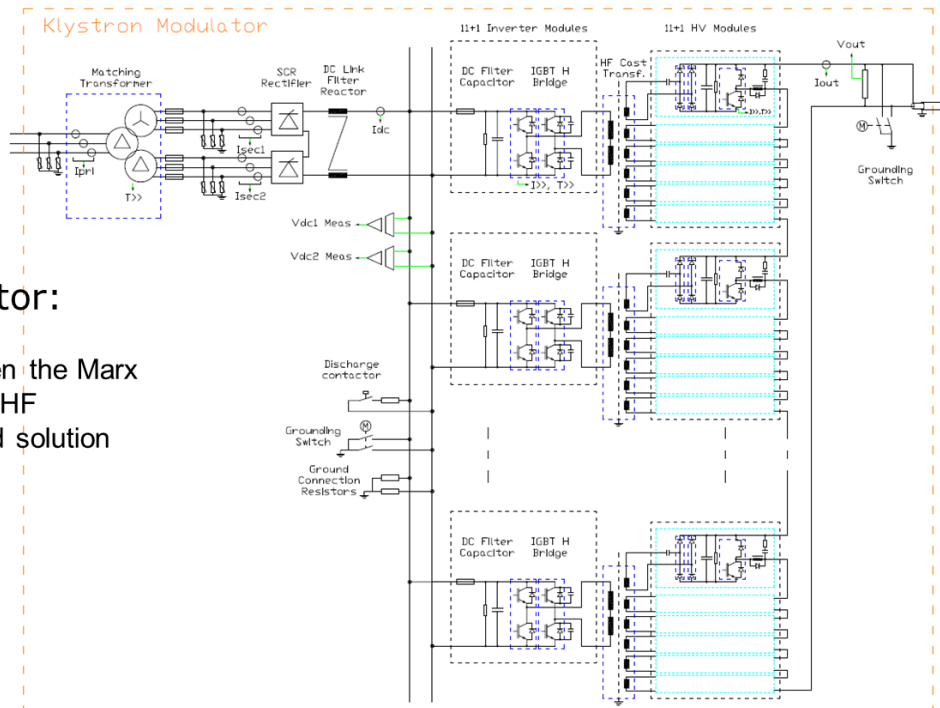 Klystron Modulator
11+1 Inverter Modules
11+1 HV Modules
Vout
Matching
Transformer
SCR
Rectifier
DC Link
Filter
Reactor
DC Filter
Capacitor
IGBT H
Bridge
HF Cast
Transf.
Iout
Idc
I>>,T>>
M
Grounding
Switch
Ipri
Isec1
Isec2
T>>
I>>, T>>
Vdc1 Meas
Vdc2 Meas
DC Filter
Capacitor
IGBT H
Bridge
tor:
en the Marx
HF
d solution
Discharge
contactor
M
Grounding
Switch
Ground
Connection
Resistors
DC Filter
Capacitor
IGBT H
Bridge